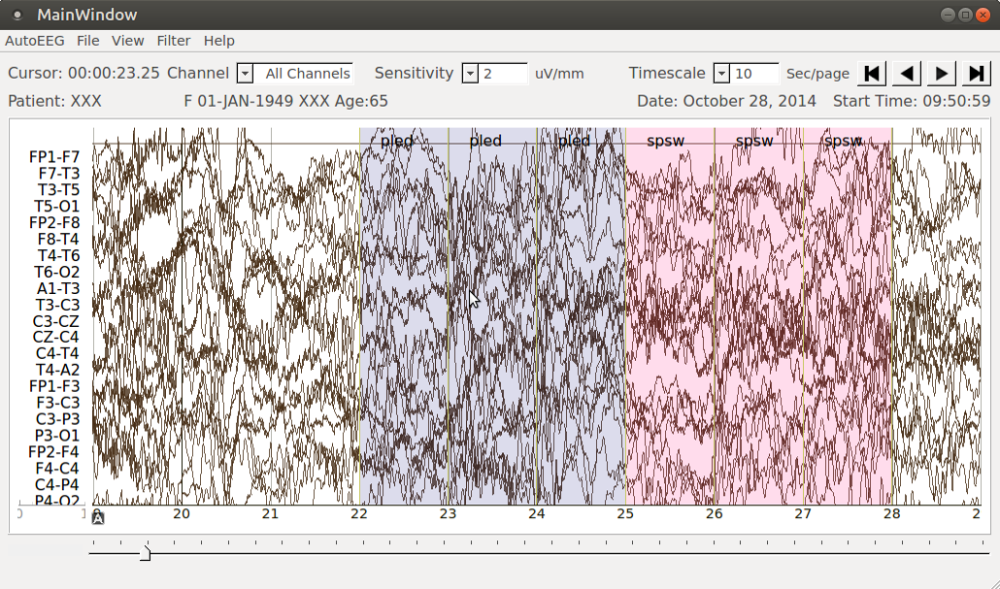 MainWindow
AutoEEG File View Filter Help
Cursor: 00:00:23.25 Channel All Channels Sensitivity 2 uV/mm Timescale 10 Sec/page
Patient: XXX F 01-JAN-1949 XXX Age:65 Date: October 28, 2014 Start Time: 09:50:59
pled pled pled spsw spsw spsw
FP1-F7
F7-T3
T3-T5
T5-O1
FP2-F8
F8-T4
T4-T6
T6-O2
A1-T3
T3-C3
C3-CZ
CZ-C4
C4-T4
T4-A2
FP1-F3
F3-C3
C3-P3
P3-O1
FP2-F4
F4-C4
C4-P4
P4-O2
0 20 21 22 23 24 25 26 27 28 2
A